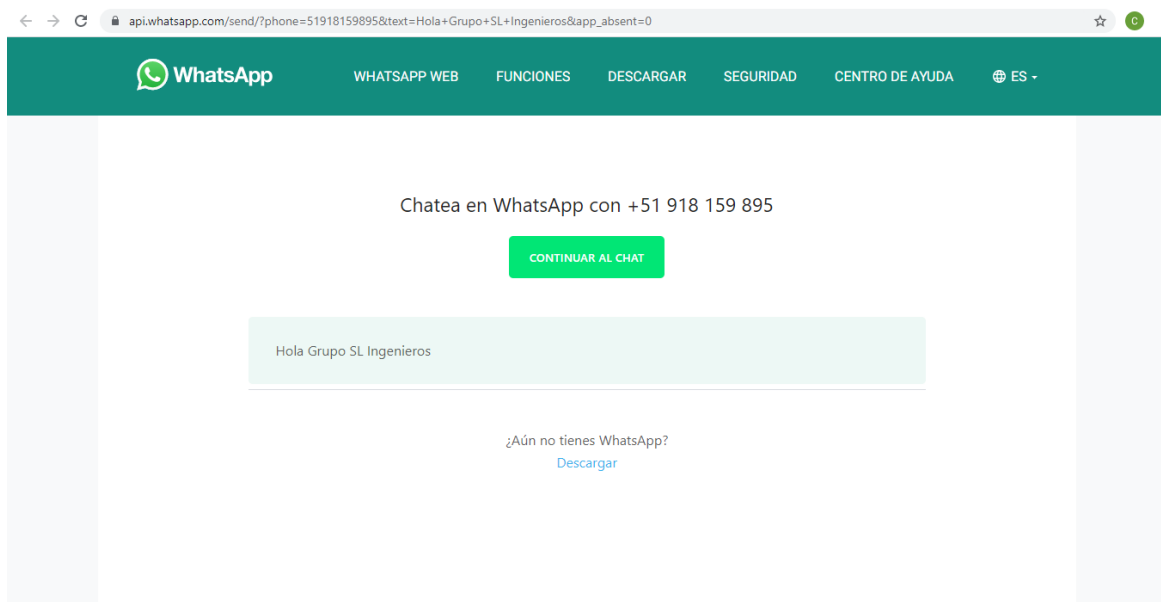 api.whatsapp.com/send/?phone=51918159895&text=Hola+Grupo+SL+Ingenieros&app_absent=0
C
WhatsApp
WHATSAPP WEB FUNCIONES DESCARGAR SEGURIDAD CENTRO DE AYUDA ES
Chatea en WhatsApp con +51 918 159 895
CONTINUAR AL CHAT
Hola Grupo SL Ingenieros
¿Aún no tienes WhatsApp?
Descargar